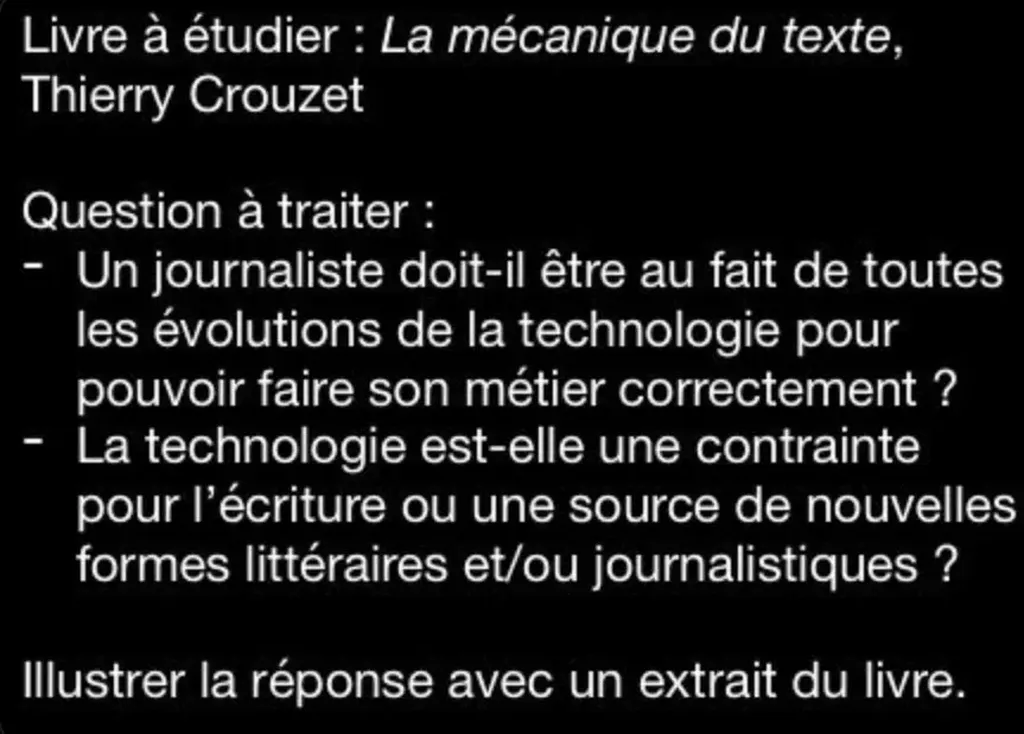 Livre à étudier : La mécanique du texte,
Thierry Crouzet
Question à traiter :
- Un journaliste doit-il être au fait de toutes
les évolutions de la technologie pour
pouvoir faire son métier correctement ?
- La technologie est-elle une contrainte
pour l’écriture ou une source de nouvelles
formes littéraires et/ou journalistiques ?
Illustrer la réponse avec un extrait du livre.